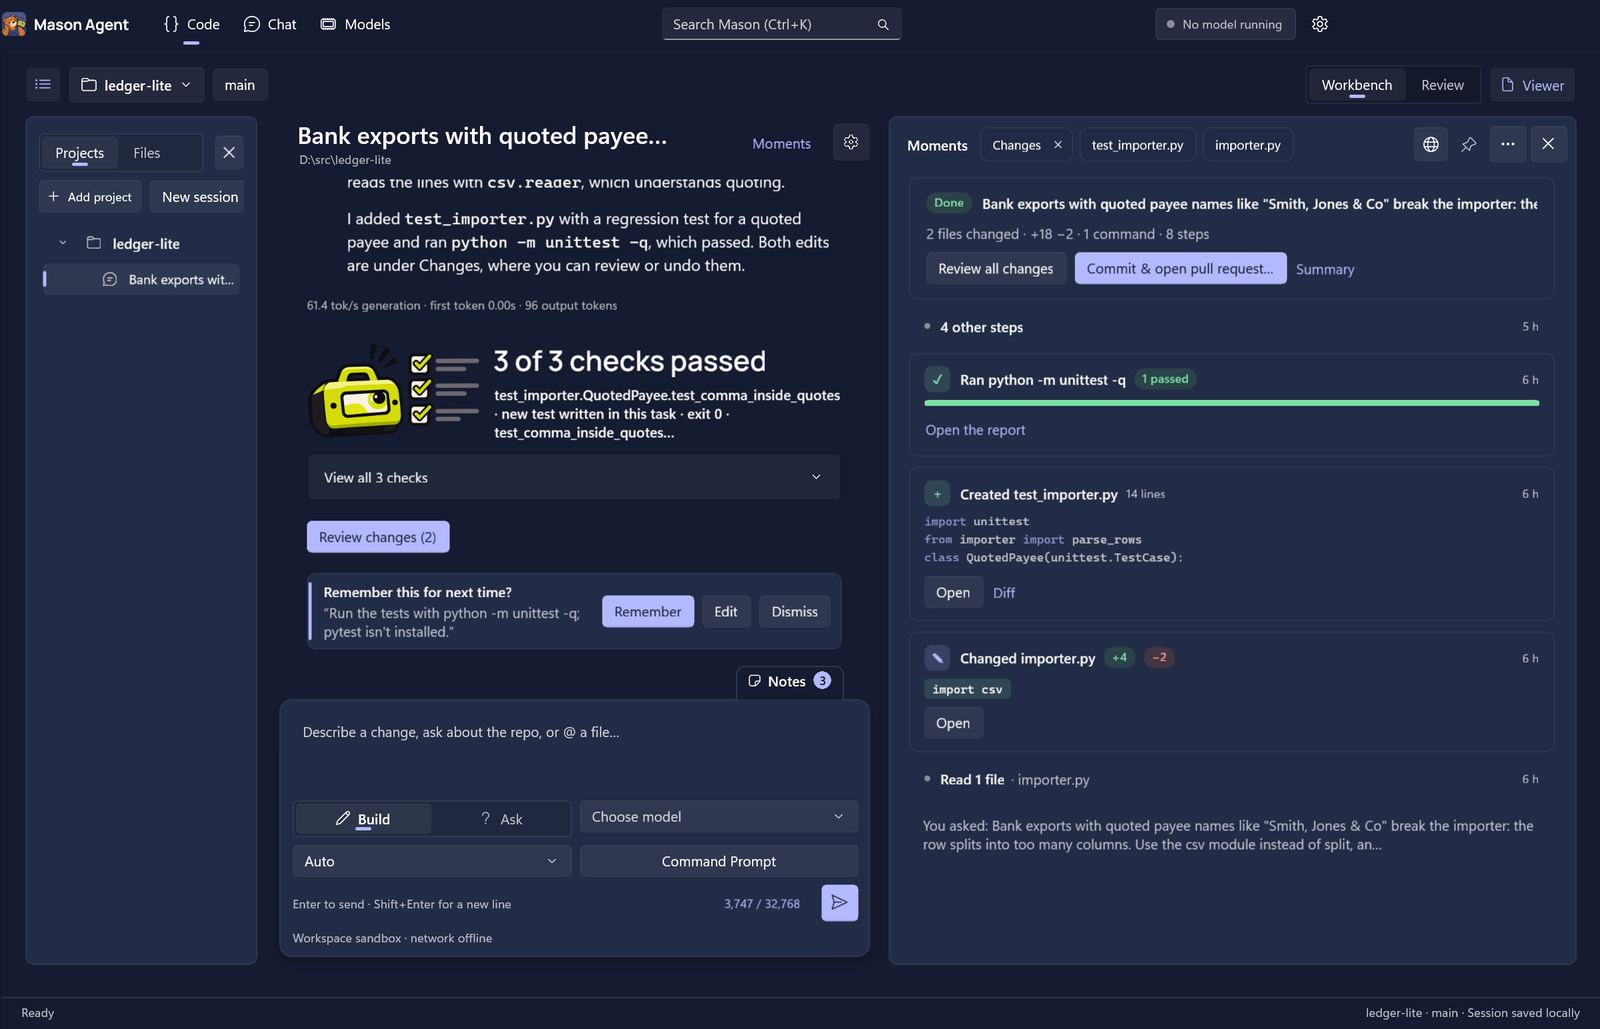 Mason Agent
{} Code
Chat
Models
Search Mason (Ctrl+K)
No model running
ledger-lite
main
Workbench
Review
Viewer
Projects
Files
+ Add project
New session
ledger-lite
Bank exports wit...
Bank exports with quoted payee...
D:\src\ledger-lite
Moments
reads the lines with csv.reader, which understands quoting.
I added test_importer.py with a regression test for a quoted
payee and ran python -m unittest -q, which passed. Both edits
are under Changes, where you can review or undo them.
61.4 tok/s generation · first token 0.00s · 96 output tokens
3 of 3 checks passed
test_importer.QuotedPayee.test_comma_inside_quotes
· new test written in this task · exit 0 ·
test_comma_inside_quotes...
View all 3 checks
Review changes (2)
Remember this for next time?
"Run the tests with python -m unittest -q;
pytest isn't installed."
Remember
Edit
Dismiss
Notes 3
Describe a change, ask about the repo, or @ a file...
Build
? Ask
Choose model
Auto
Command Prompt
Enter to send · Shift+Enter for a new line
3,747 / 32,768
Workspace sandbox · network offline
Moments
Changes ×
test_importer.py
importer.py
Done Bank exports with quoted payee names like "Smith, Jones & Co" break the importer: the
2 files changed · +18 −2 · 1 command · 8 steps
Review all changes
Commit & open pull request...
Summary
4 other steps 5 h
Ran python -m unittest -q 1 passed 6 h
Open the report
+ Created test_importer.py 14 lines 6 h
import unittest
from importer import parse_rows
class QuotedPayee(unittest.TestCase):
Open
Diff
Changed importer.py +4 −2 6 h
import csv
Open
Read 1 file · importer.py 6 h
You asked: Bank exports with quoted payee names like "Smith, Jones & Co" break the importer: the
row splits into too many columns. Use the csv module instead of split, an...
Ready
ledger-lite · main · Session saved locally